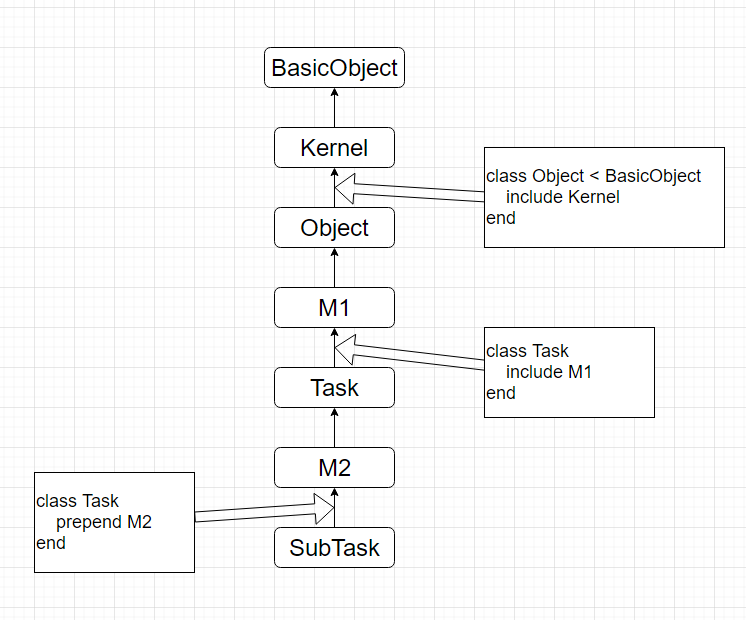 BasicObject
Kernel
class Object < BasicObject
include Kernel
end
Object
M1
class Task
include M1
end
Task
M2
class Task
prepend M2
end
SubTask